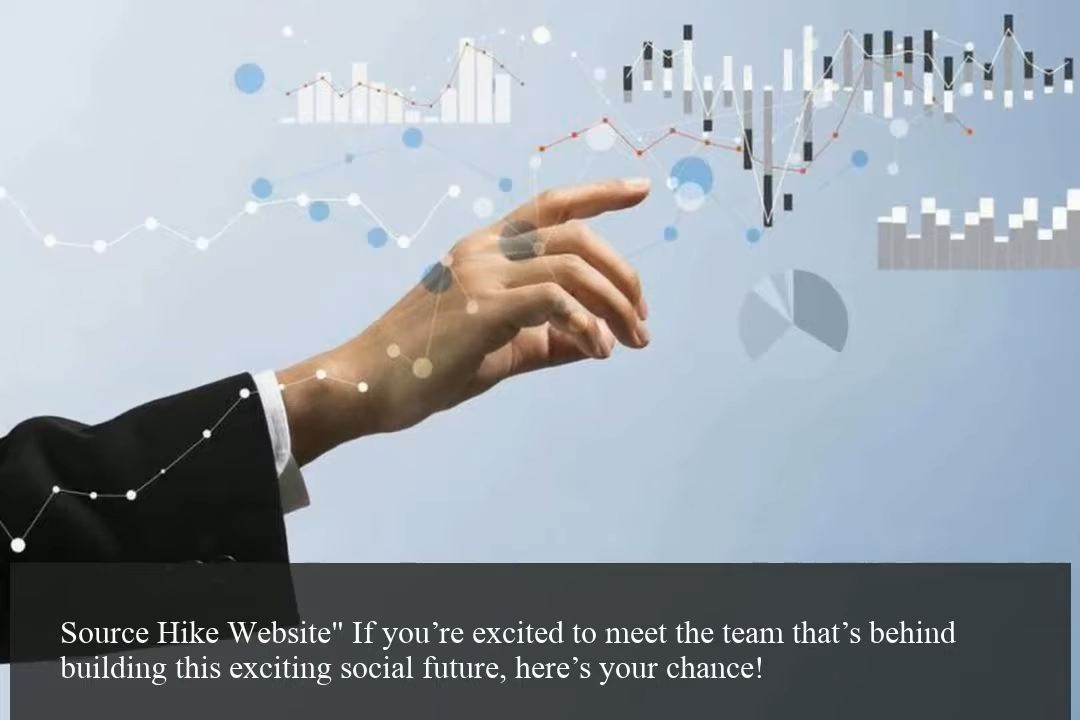 Source Hike Website" If you’re excited to meet the team that’s behind
building this exciting social future, here’s your chance!